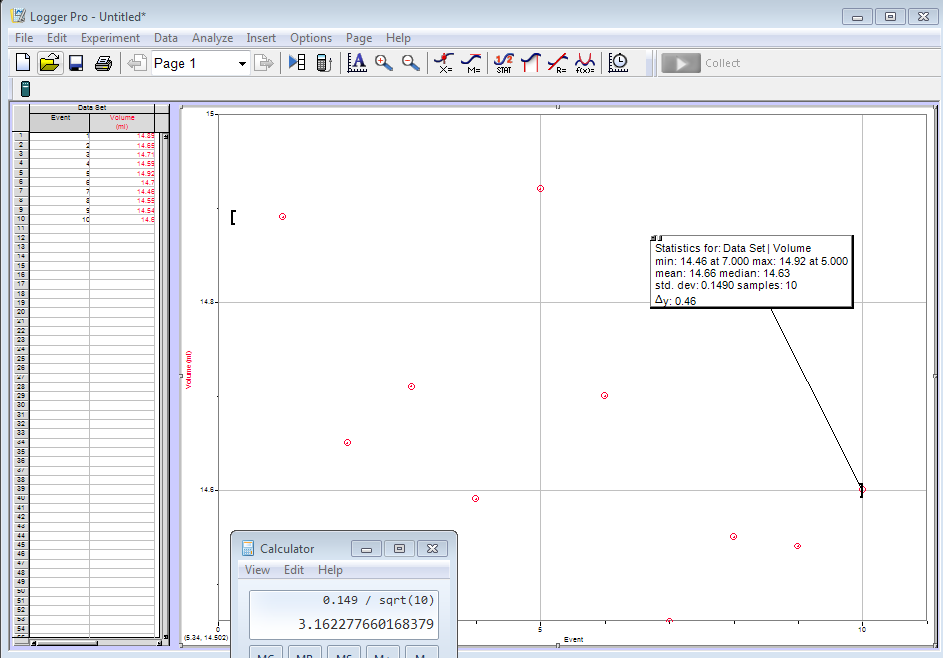 Logger Pro - Untitled*
File Edit Experiment Data Analyze Insert Options Page Help
Page 1
X= M= STAT R= f(x)= Collect
Data Set
Event Volume
(ml)
1 1 14.89
2 2 14.65
3 3 14.71
4 4 14.59
5 5 14.92
6 6 14.7
7 7 14.46
8 8 14.55
9 9 14.54
10 10 14.6
11
12
13
14
15
16
17
18
19
20
21
22
23
24
25
26
27
28
29
30
31
32
33
34
35
36
37
38
39
40
41
42
43
44
45
46
47
48
49
50
51
52
53
54
15
14.8
14.6
Volume (ml)
Statistics for: Data Set | Volume
min: 14.46 at 7.000 max: 14.92 at 5.000
mean: 14.66 median: 14.63
std. dev: 0.1490 samples: 10
Δy: 0.46
(5.34, 14.502)
0 5 10
Event
Calculator
View Edit Help
0.149 / sqrt(10)
3.162277660168379
MC MR MS M+ M-